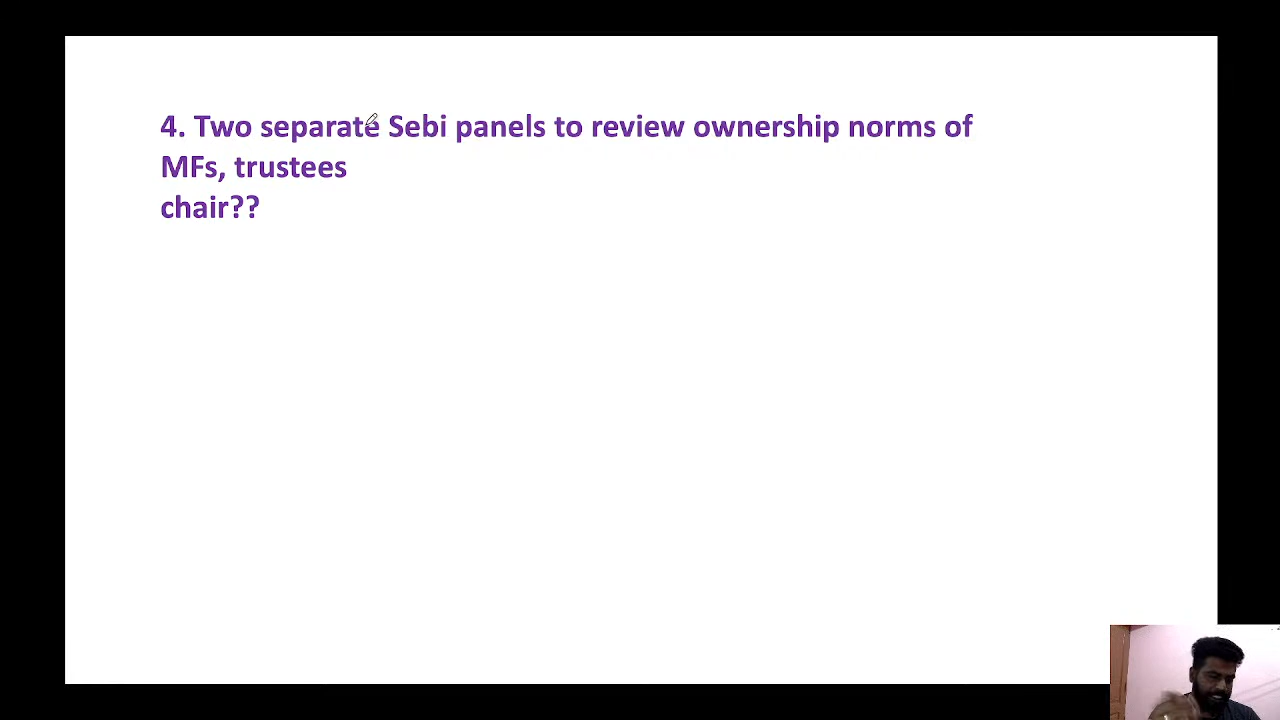 4. Two separate Sebi panels to review ownership norms of
MFs, trustees
chair??